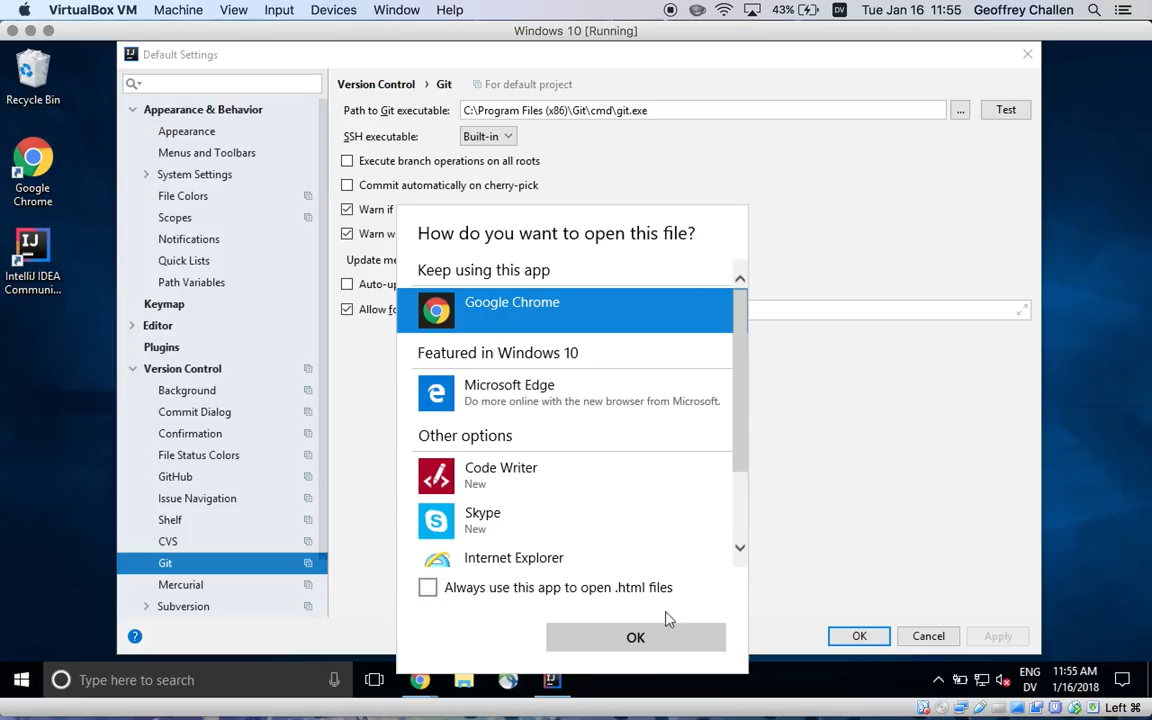 VirtualBox VM Machine View Input Devices Window Help 43% DV Tue Jan 16 11:55 Geoffrey Challen
Windows 10 [Running]
Default Settings
Recycle Bin
Google
Chrome
IJ
IntelliJ IDEA
Communi...
Appearance & Behavior
Appearance
Menus and Toolbars
System Settings
File Colors
Scopes
Notifications
Quick Lists
Path Variables
Keymap
Editor
Plugins
Version Control
Background
Commit Dialog
Confirmation
File Status Colors
GitHub
Issue Navigation
Shelf
CVS
Git
Mercurial
Subversion
Version Control › Git For default project
Path to Git executable: C:\Program Files (x86)\Git\cmd\git.exe ... Test
SSH executable: Built-in
Execute branch operations on all roots
Commit automatically on cherry-pick
Warn if
Warn w
Update me
Auto-up
Allow fo
How do you want to open this file?
Keep using this app
Google Chrome
Featured in Windows 10
Microsoft Edge
Do more online with the new browser from Microsoft.
Other options
Code Writer
New
Skype
New
Internet Explorer
Always use this app to open .html files
OK
? OK Cancel Apply
Type here to search
ENG
DV
11:55 AM
1/16/2018
Left ⌘